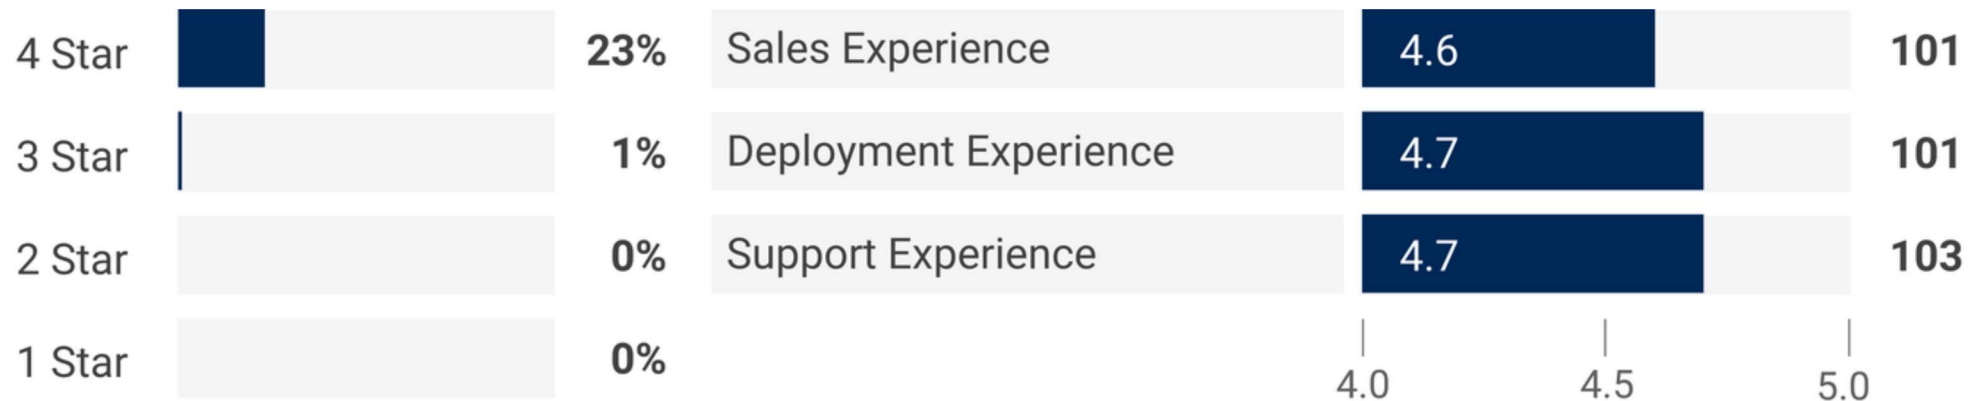 4 Star 23% Sales Experience 4.6 101
3 Star 1% Deployment Experience 4.7 101
2 Star 0% Support Experience 4.7 103
1 Star 0%
4.0 4.5 5.0